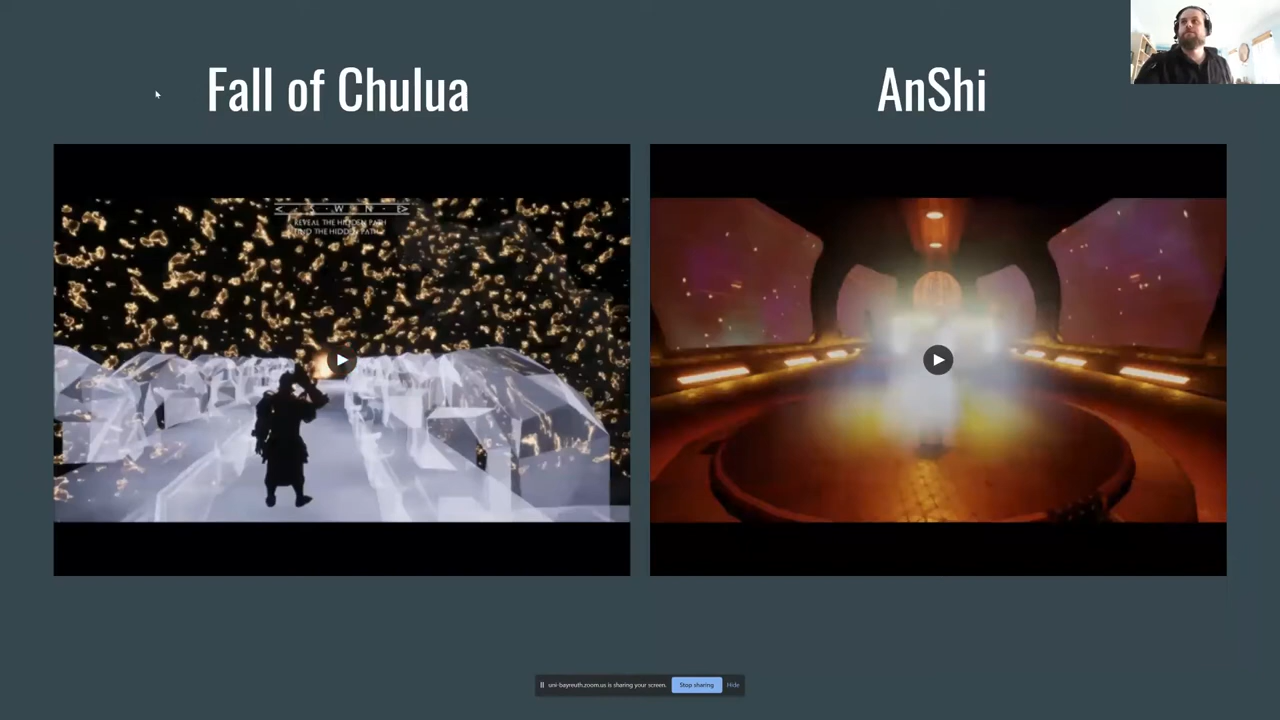 Fall of Chulua
AnShi
S W N E
REVEAL THE HIDDEN PATH
FIND THE HIDDEN PATH
uni-bayreuth.zoom.us is sharing your screen.
Stop sharing
Hide